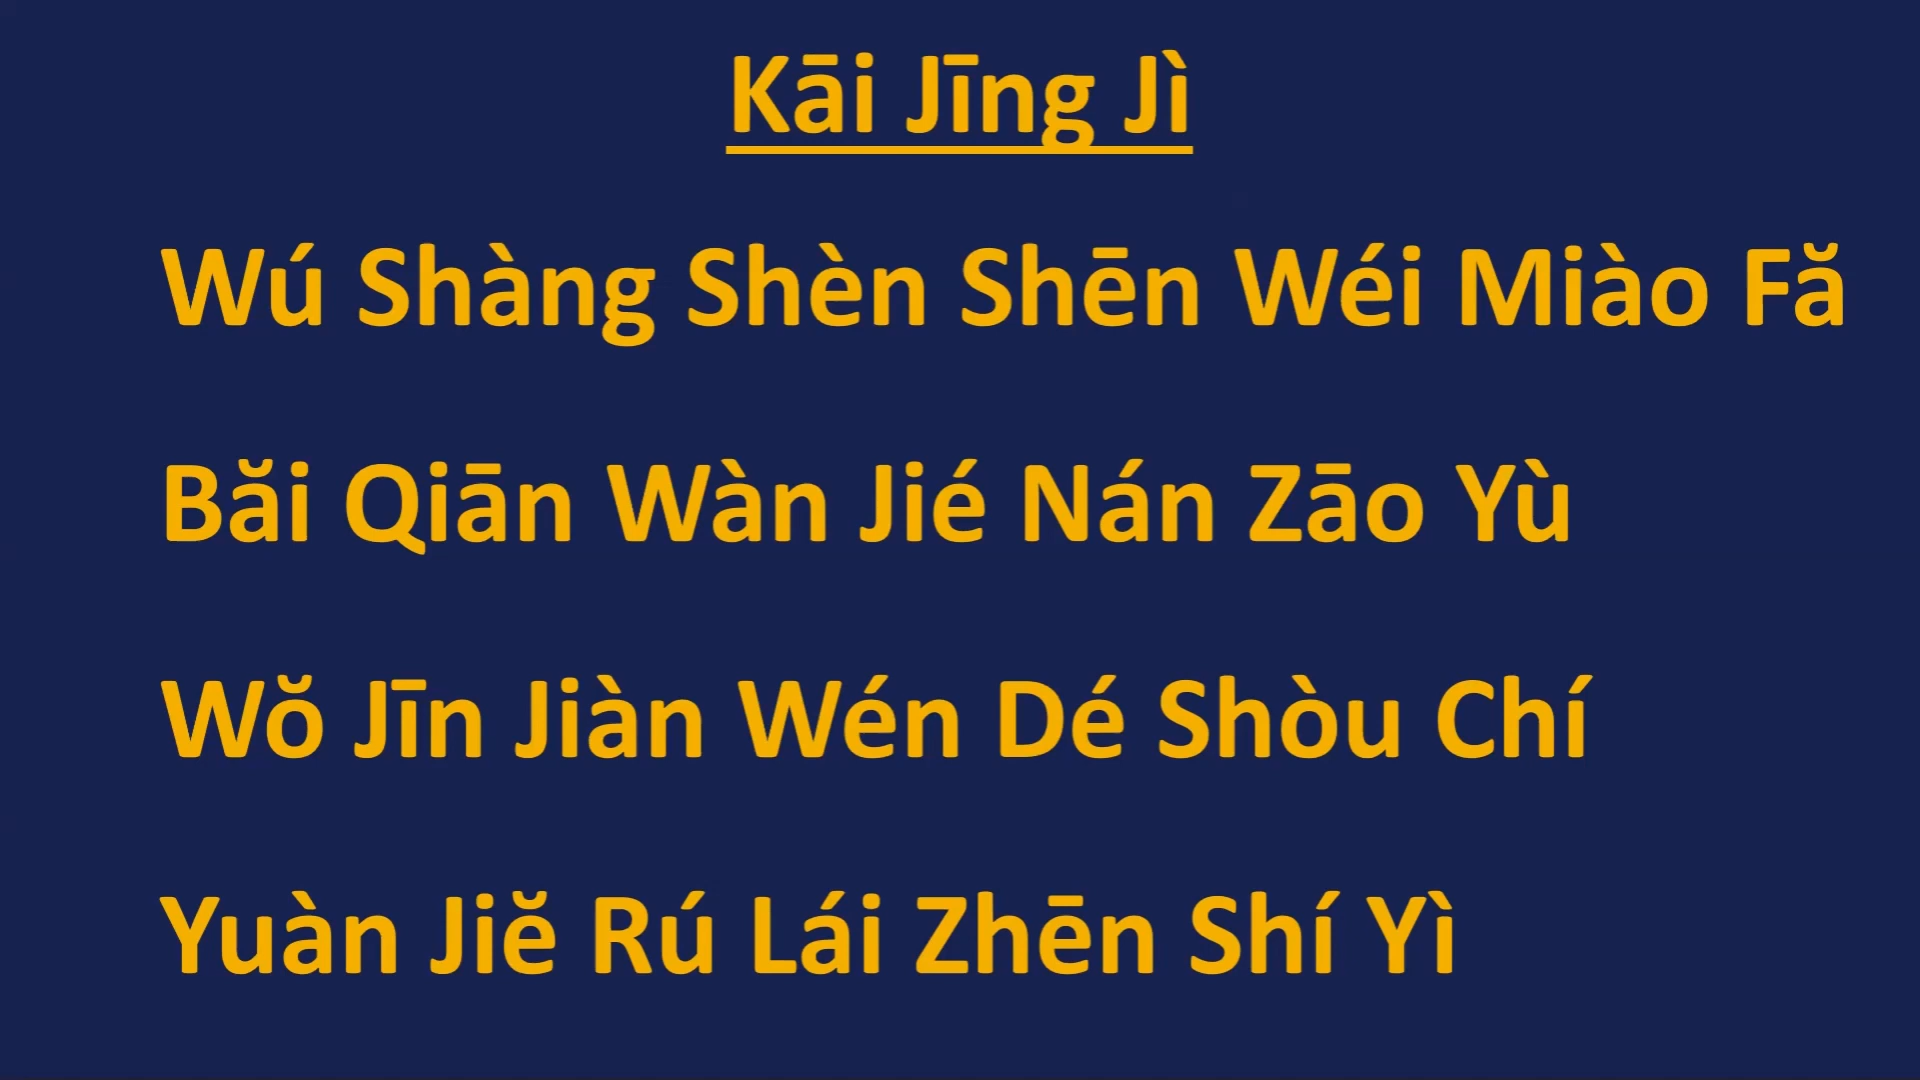 Kāi Jīng Jì
Wú Shàng Shèn Shēn Wéi Miào Fă
Băi Qiān Wàn Jié Nán Zāo Yù
Wŏ Jīn Jiàn Wén Dé Shòu Chí
Yuàn Jiĕ Rú Lái Zhēn Shí Yì